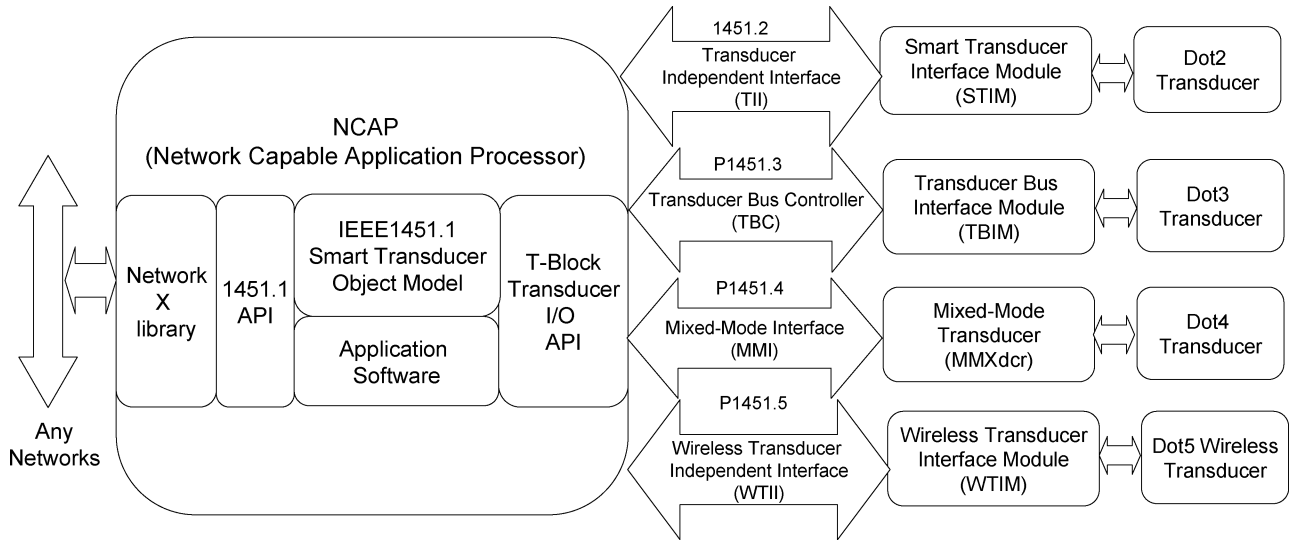 NCAP
(Network Capable Application Processor)
Any
Networks
Network
X
library
1451.1
API
IEEE1451.1
Smart Transducer
Object Model
Application
Software
T-Block
Transducer
I/O
API
1451.2
Transducer
Independent Interface
(TII)
Smart Transducer
Interface Module
(STIM)
Dot2
Transducer
P1451.3
Transducer Bus Controller
(TBC)
Transducer Bus
Interface Module
(TBIM)
Dot3
Transducer
P1451.4
Mixed-Mode Interface
(MMI)
Mixed-Mode
Transducer
(MMXdcr)
Dot4
Transducer
P1451.5
Wireless Transducer
Independent Interface
(WTII)
Wireless Transducer
Interface Module
(WTIM)
Dot5 Wireless
Transducer